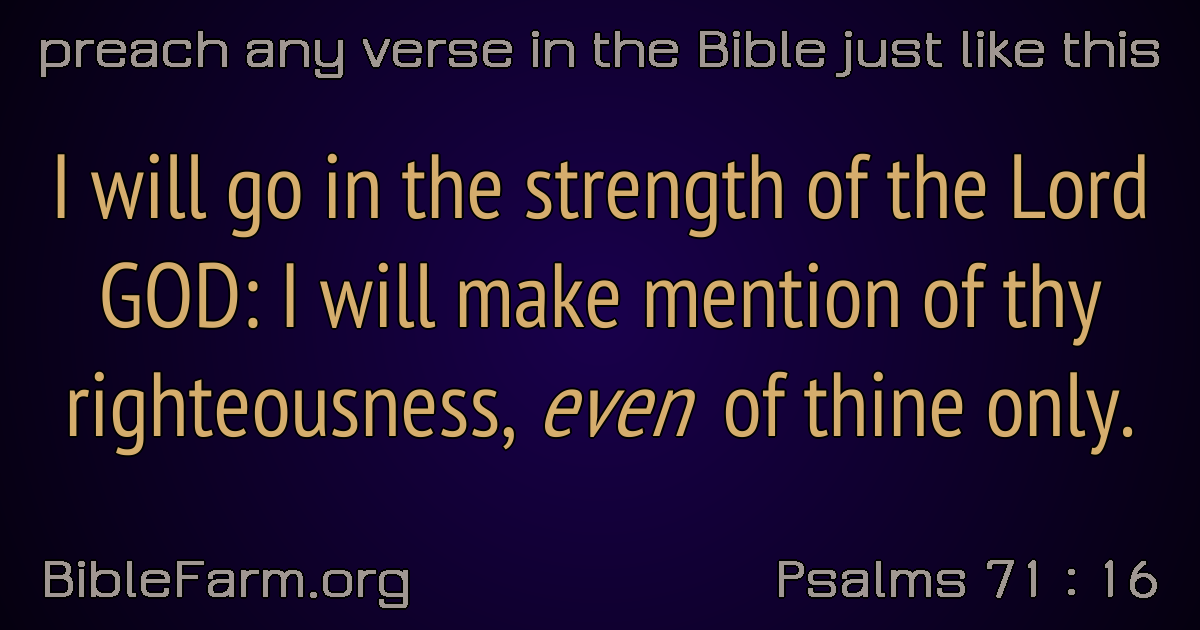 preach any verse in the Bible just like this
I will go in the strength of the Lord
GOD: I will make mention of thy
righteousness, even of thine only.
BibleFarm.org
Psalms 71 : 16